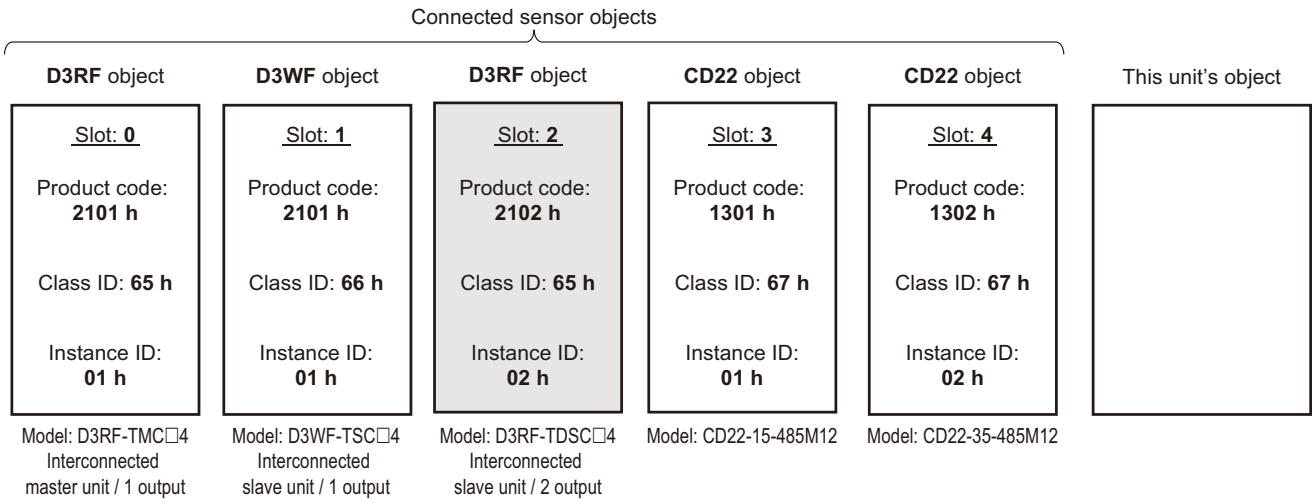 Connected sensor objects
D3RF object
D3WF object
D3RF object
CD22 object
CD22 object
This unit's object
Slot: 0
Product code:
2101 h
Class ID: 65 h
Instance ID:
01 h
Model: D3RF-TMC□4
Interconnected
master unit / 1 output
Slot: 1
Product code:
2101 h
Class ID: 66 h
Instance ID:
01 h
Model: D3WF-TSC□4
Interconnected
slave unit / 1 output
Slot: 2
Product code:
2102 h
Class ID: 65 h
Instance ID:
02 h
Model: D3RF-TDSC□4
Interconnected
slave unit / 2 output
Slot: 3
Product code:
1301 h
Class ID: 67 h
Instance ID:
01 h
Model: CD22-15-485M12
Slot: 4
Product code:
1302 h
Class ID: 67 h
Instance ID:
02 h
Model: CD22-35-485M12